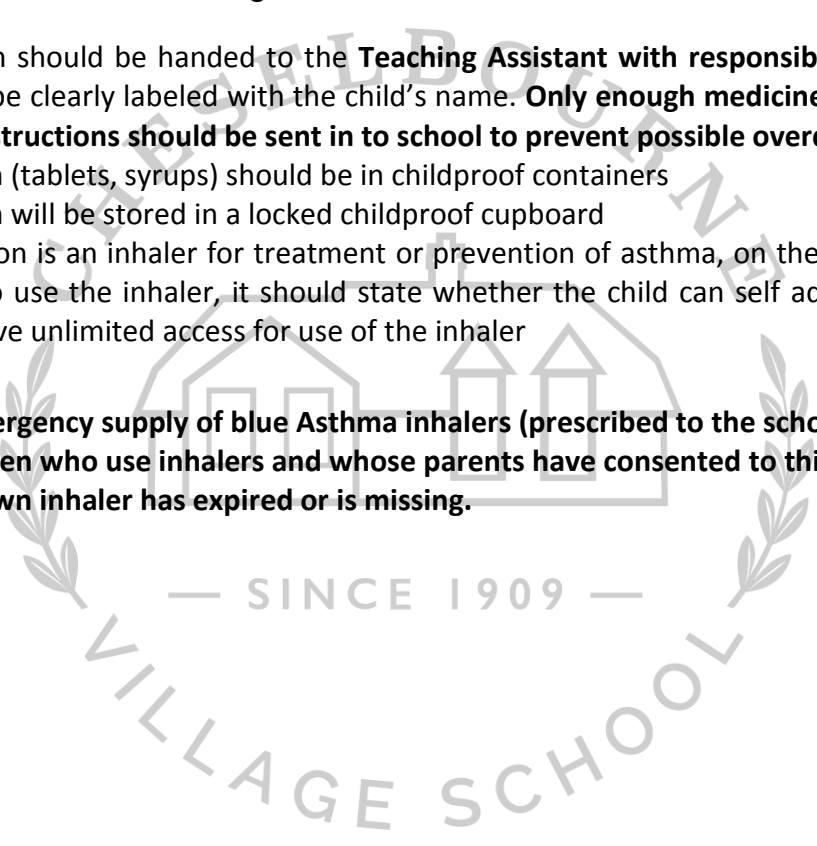 n should be handed to the Teaching Assistant with responsib
be clearly labeled with the child's name. Only enough medicine
structions should be sent in to school to prevent possible over
n (tablets, syrups) should be in childproof containers
n will be stored in a locked childproof cupboard
on is an inhaler for treatment or prevention of asthma, on the
o use the inhaler, it should state whether the child can self ad
ve unlimited access for use of the inhaler
ergency supply of blue Asthma inhalers (prescribed to the scho
en who use inhalers and whose parents have consented to thi
wn inhaler has expired or is missing.
CHESELBOURNE
— SINCE 1909 —
VILLAGE SCHOOL